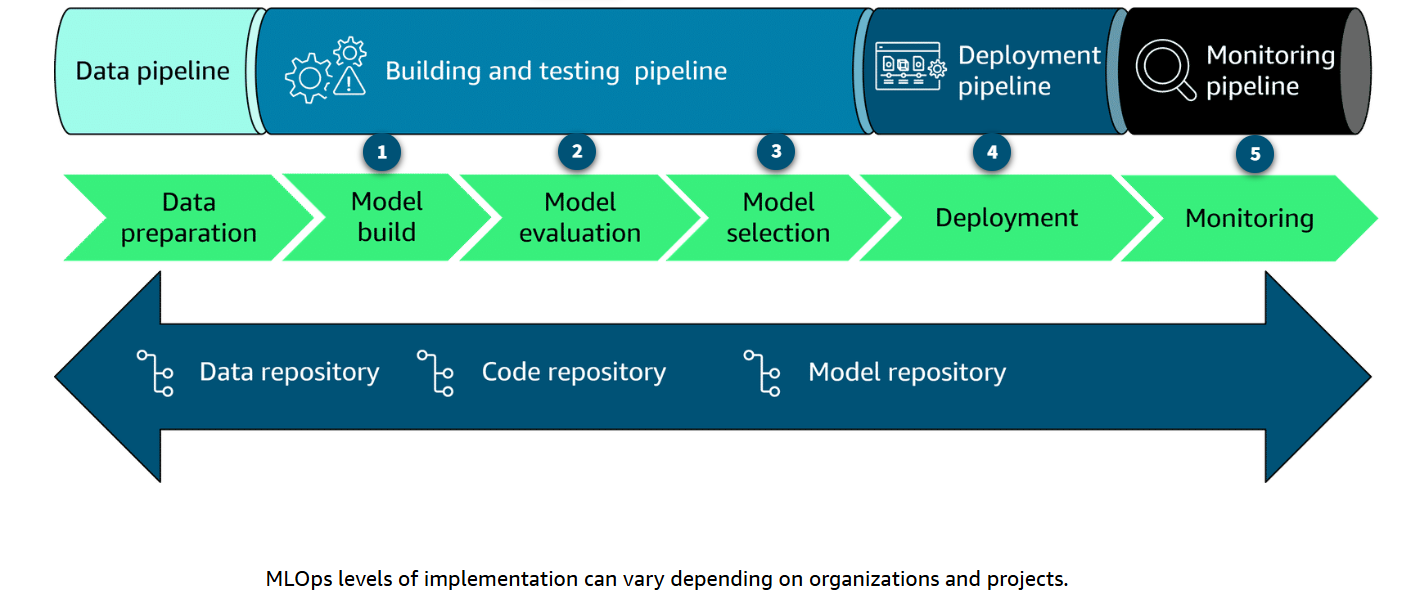 Data pipeline
Building and testing pipeline
Deployment
pipeline
Monitoring
pipeline
1
2
3
4
5
Data
preparation
Model
build
Model
evaluation
Model
selection
Deployment
Monitoring
Data repository
Code repository
Model repository
MLOps levels of implementation can vary depending on organizations and projects.